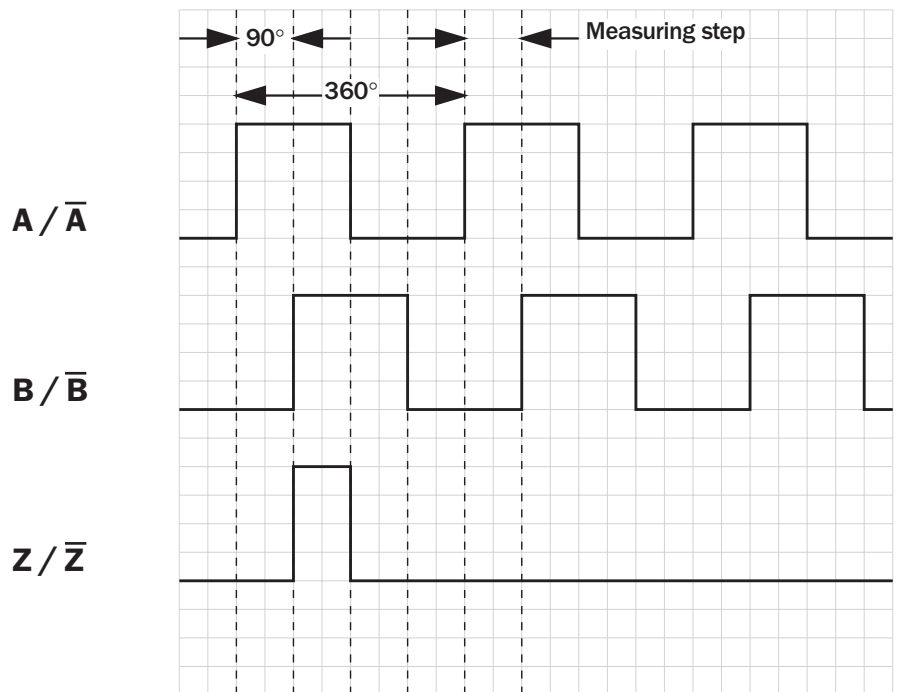 90° Measuring step
360°
A / A̅
B / B̅
Z / Z̅